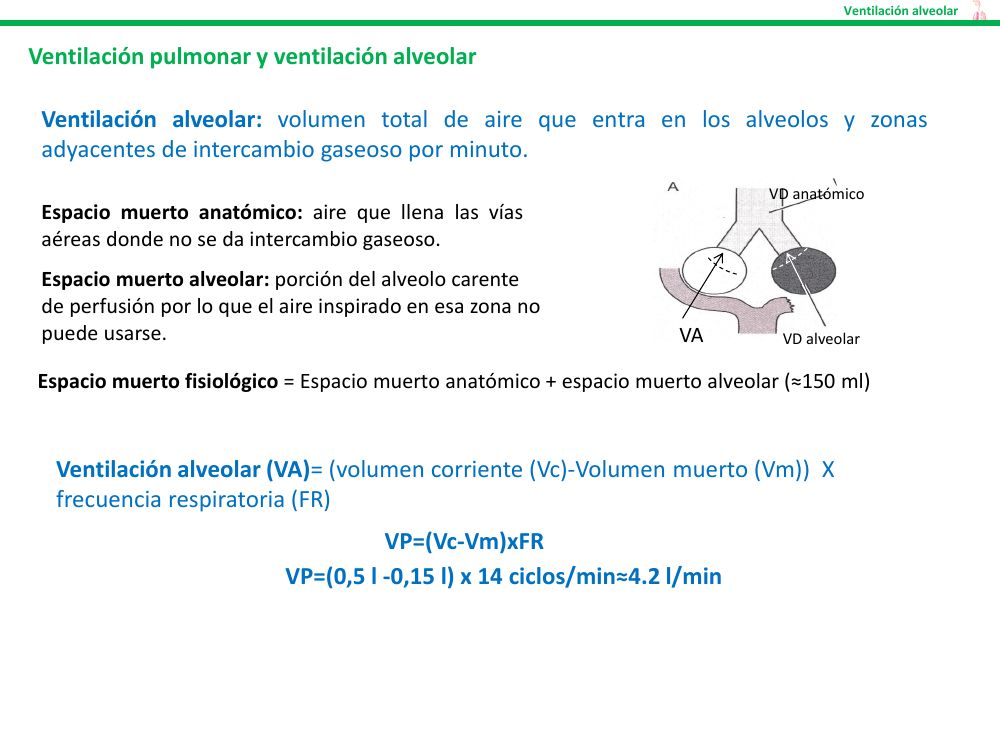 Ventilación alveolar
Ventilación pulmonar y ventilación alveolar
Ventilación alveolar: volumen total de aire que entra en los alveolos y zonas
adyacentes de intercambio gaseoso por minuto.
Espacio muerto anatómico: aire que llena las vías
aéreas donde no se da intercambio gaseoso.
Espacio muerto alveolar: porción del alveolo carente
de perfusión por lo que el aire inspirado en esa zona no
puede usarse.
A
VD anatómico
VA
VD alveolar
Espacio muerto fisiológico = Espacio muerto anatómico + espacio muerto alveolar (≈150 ml)
Ventilación alveolar (VA)= (volumen corriente (Vc)-Volumen muerto (Vm)) X
frecuencia respiratoria (FR)
VP=(Vc-Vm)xFR
VP=(0,5 l -0,15 l) x 14 ciclos/min≈4.2 l/min